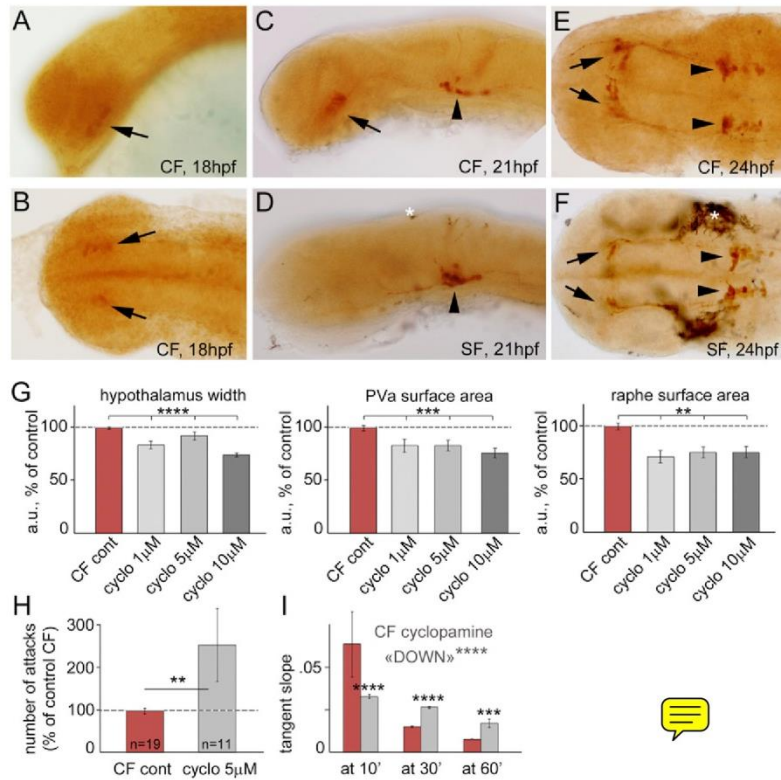 A
CF, 18hpf
C
CF, 21hpf
E
CF, 24hpf
B
CF, 18hpf
D
*
SF, 21hpf
F
*
SF, 24hpf
G
hypothalamus width
****
a.u., % of control
100
50
0
CF cont
cyclo 1µM
cyclo 5µM
cyclo 10µM
PVa surface area
***
a.u., % of control
100
50
0
CF cont
cyclo 1µM
cyclo 5µM
cyclo 10µM
raphe surface area
**
a.u., % of control
100
50
0
CF cont
cyclo 1µM
cyclo 5µM
cyclo 10µM
H
number of attacks
(% of control CF)
300
200
100
0
**
n=19
n=11
CF cont
cyclo 5µM
I
CF cyclopamine
«DOWN»****
tangent slope
.05
0
****
****
***
at 10'
at 30'
at 60'